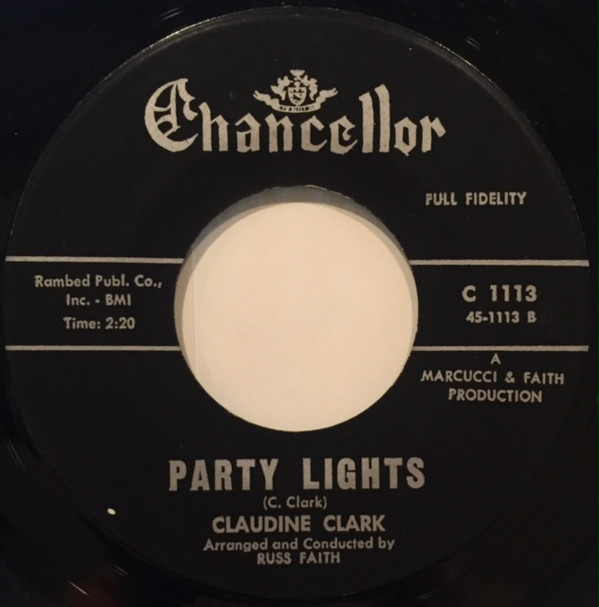 Chancellor
FULL FIDELITY
Rambed Publ. Co.,
Inc. - BMI
Time: 2:20
C 1113
45-1113 B
A
MARCUCCI & FAITH
PRODUCTION
PARTY LIGHTS
(C. Clark)
CLAUDINE CLARK
Arranged and Conducted by
RUSS FAITH